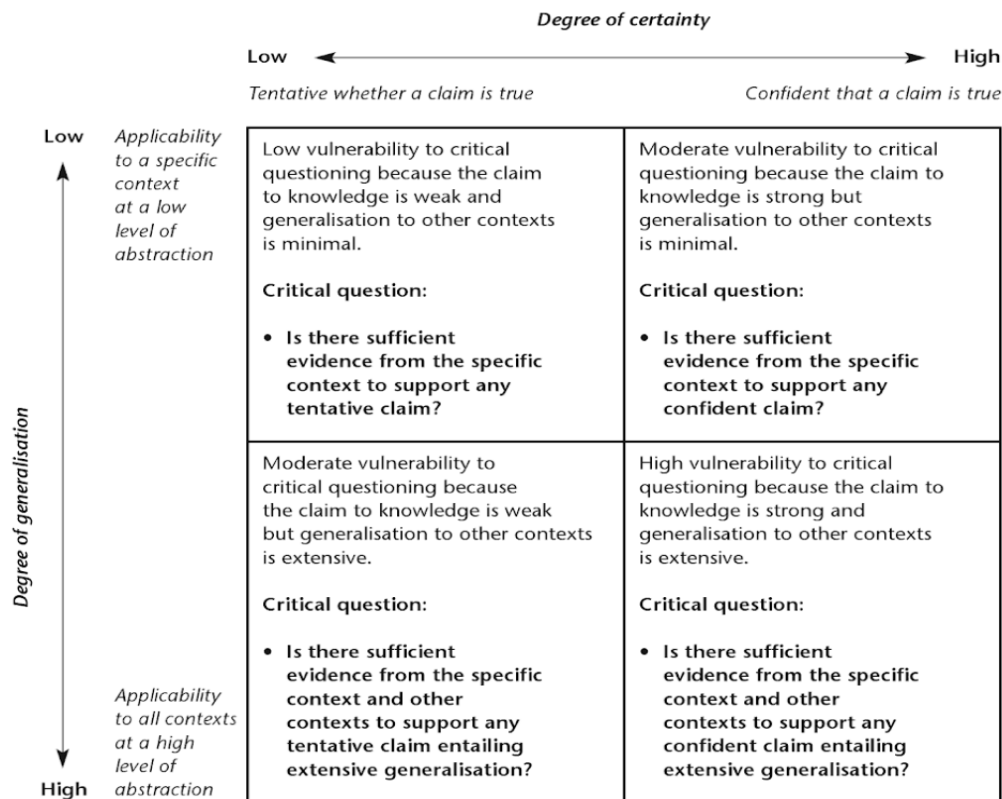 Degree of certainty
Low High
Tentative whether a claim is true Confident that a claim is true
Low
Applicability
to a specific
context
at a low
level of
abstraction
Low vulnerability to critical
questioning because the claim
to knowledge is weak and
generalisation to other contexts
is minimal.
Critical question:
• Is there sufficient
evidence from the specific
context to support any
tentative claim?
Moderate vulnerability to critical
questioning because the claim to
knowledge is strong but
generalisation to other contexts
is minimal.
Critical question:
• Is there sufficient
evidence from the specific
context to support any
confident claim?
Degree of generalisation
Moderate vulnerability to
critical questioning because
the claim to knowledge is weak
but generalisation to other contexts
is extensive.
Critical question:
• Is there sufficient
evidence from the specific
context and other
contexts to support any
tentative claim entailing
extensive generalisation?
High vulnerability to critical
questioning because the claim to
knowledge is strong and
generalisation to other contexts
is extensive.
Critical question:
• Is there sufficient
evidence from the specific
context and other
contexts to support any
confident claim entailing
extensive generalisation?
Applicability
to all contexts
at a high
level of
abstraction
High